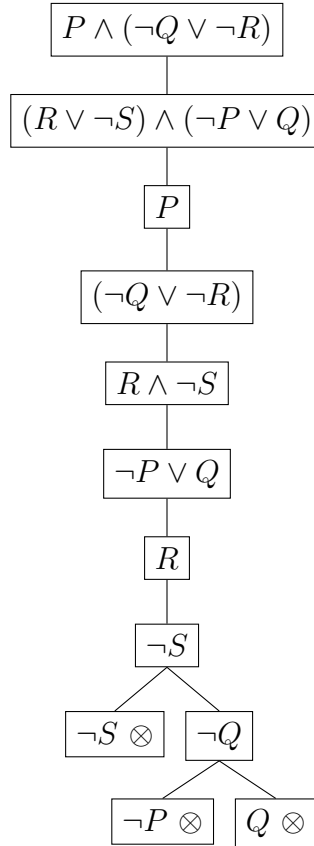 P ∧ (¬Q ∨ ¬R)
(R ∨ ¬S) ∧ (¬P ∨ Q)
P
(¬Q ∨ ¬R)
R ∧ ¬S
¬P ∨ Q
R
¬S
¬S ⊗ ¬Q
¬P ⊗ Q ⊗